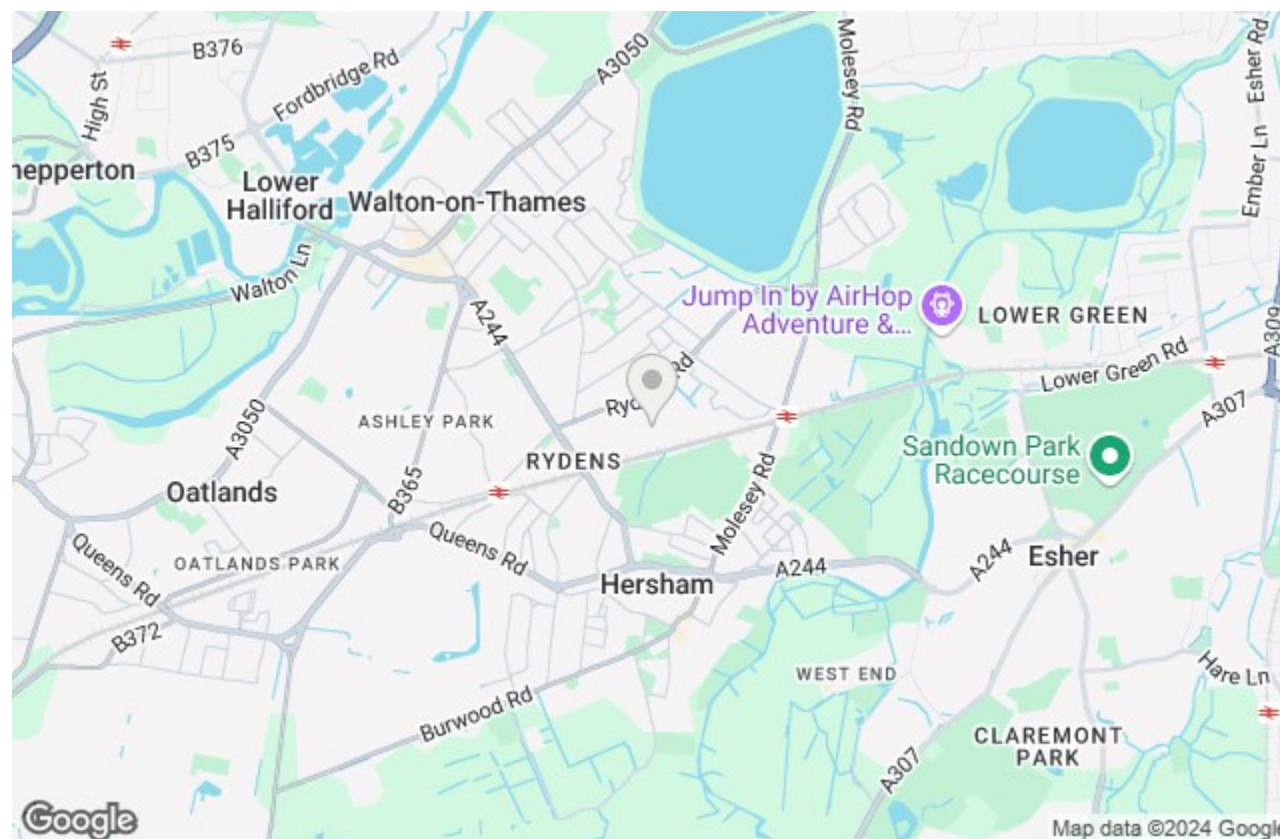 B376
High St
Fordbridge Rd
A3050
Molesey Rd
Ember Ln
Esher Rd
B375
hepperton
Lower
Halliford
Walton-on-Thames
Walton Ln
A244
Jump In by AirHop
Adventure &...
LOWER GREEN
A309
Lower Green Rd
Ryd
Rd
A3050
ASHLEY PARK
RYDENS
A307
Sandown Park
Racecourse
Oatlands
B365
Molesey Rd
Queens Rd
Queens Rd
OATLANDS PARK
Hersham
A244
A244
Esher
B372
Burwood Rd
WEST END
Hare Ln
CLAREMONT
PARK
A307
Google
Map data ©2024 Google